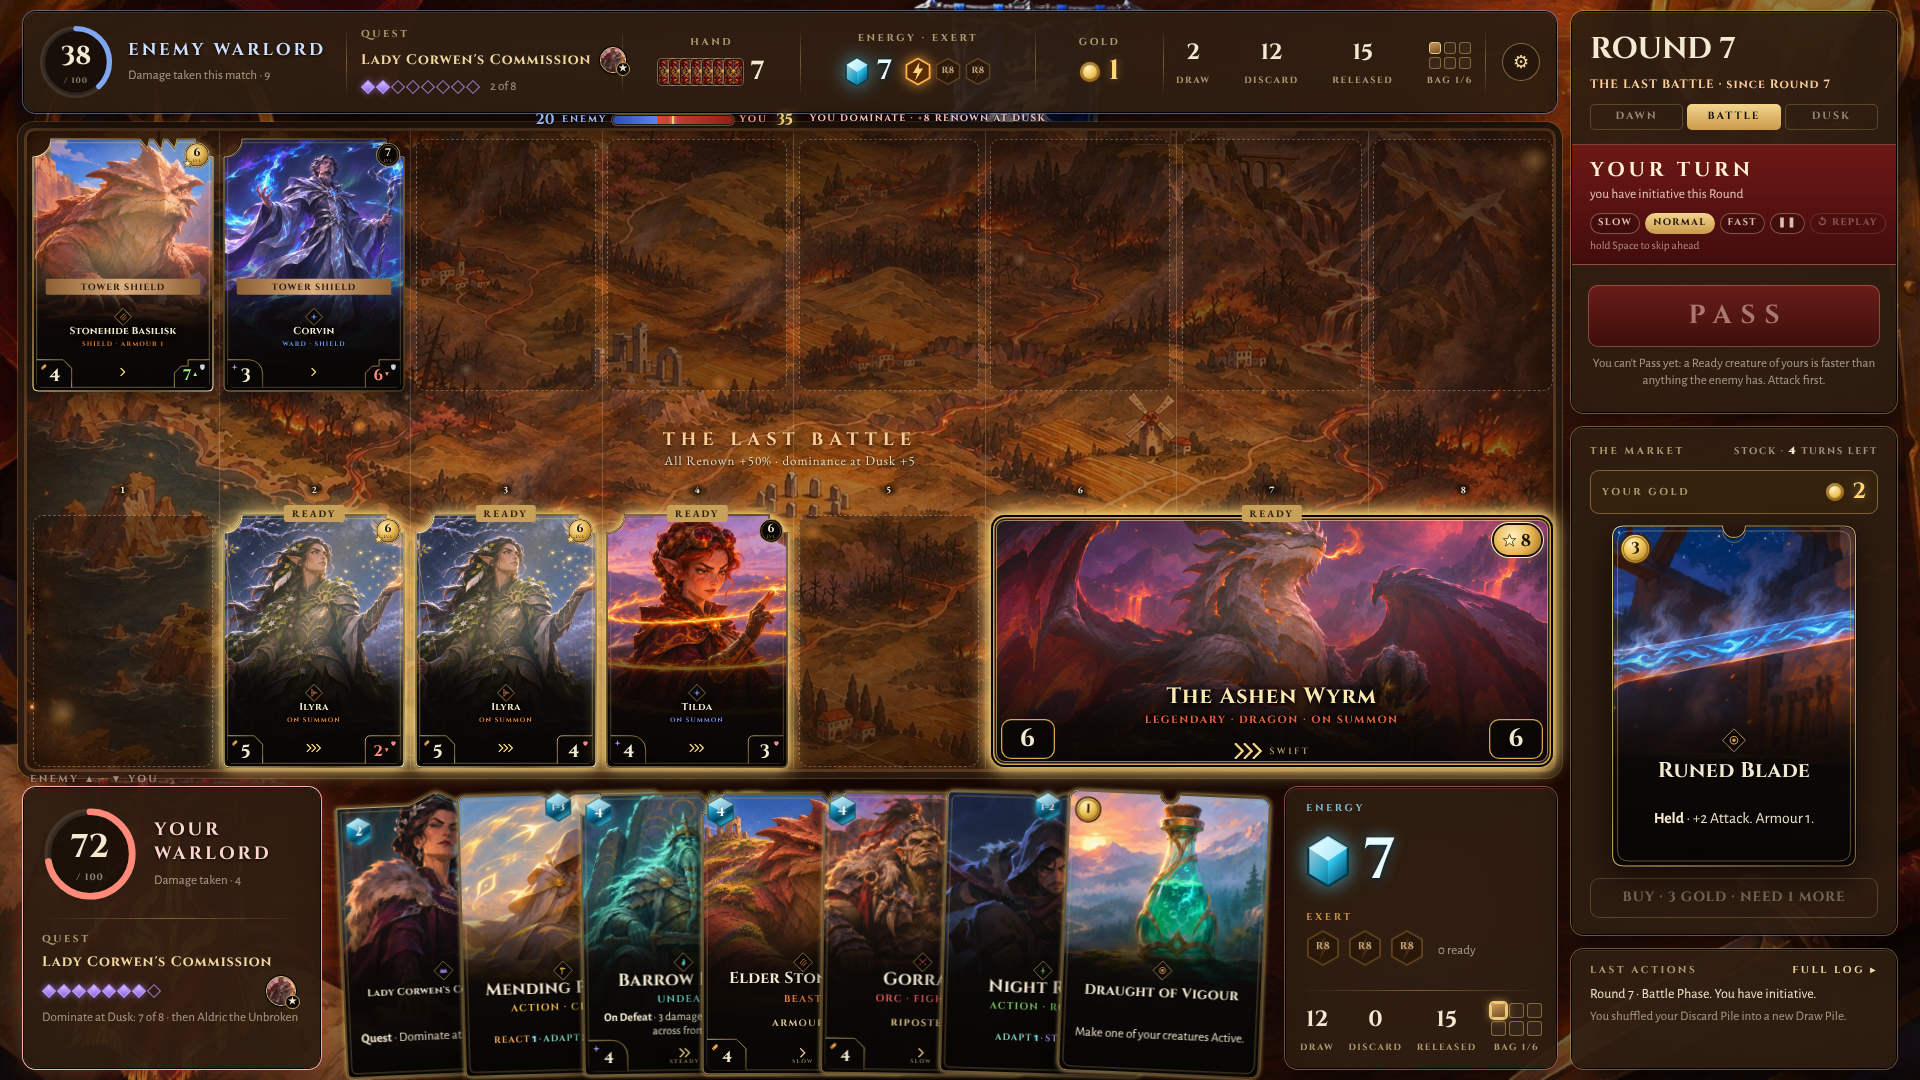 38
/ 100
ENEMY WARLORD
Damage taken this match · 9
QUEST
LADY CORWEN'S COMMISSION
2 of 8
HAND
7
ENERGY · EXERT
7
R8
R8
GOLD
1
2
DRAW
12
DISCARD
15
RELEASED
BAG 1/6
20 ENEMY
YOU 35
YOU DOMINATE · +8 RENOWN AT DUSK
6
TOWER SHIELD
STONEHIDE BASILISK
SHIELD · ARMOUR 1
4
7
7
TOWER SHIELD
CORVIN
WARD · SHIELD
3
6
THE LAST BATTLE
All Renown +50% · dominance at Dusk +5
1
2
3
4
5
6
7
8
READY
6
ILYRA
ON SUMMON
5
2
READY
6
ILYRA
ON SUMMON
5
4
READY
6
TILDA
ON SUMMON
4
3
READY
8
THE ASHEN WYRM
LEGENDARY · DRAGON · ON SUMMON
6
SWIFT
6
ENEMY ▲ · ▼ YOU
72
/ 100
YOUR WARLORD
Damage taken · 4
QUEST
LADY CORWEN'S COMMISSION
Dominate at Dusk: 7 of 8 · then Aldric the Unbroken
2
LADY CORWEN'S C
Quest · Dominate at
1-3
MENDING
ACTION ·
REACT 1 · ADAPT
4
BARROW
UNDEA
On Defeat · 3 damage
across from
4
STEADY
4
ELDER STON
BEAST
ARMOUR
4
SLOW
4
GORRA
ORC · FIGH
RIPOSTE
4
SLOW
1-2
NIGHT R
ACTION ·
ADAPT 1 · ST
1
DRAUGHT OF VIGOUR
Make one of your creatures Active.
ENERGY
7
EXERT
R8
R8
R8
0 ready
12
DRAW
0
DISCARD
15
RELEASED
BAG 1/6
ROUND 7
THE LAST BATTLE · SINCE ROUND 7
DAWN
BATTLE
DUSK
YOUR TURN
you have initiative this Round
SLOW
NORMAL
FAST
REPLAY
hold Space to skip ahead
PASS
You can't Pass yet: a Ready creature of yours is faster than
anything the enemy has. Attack first.
THE MARKET
STOCK · 4 TURNS LEFT
YOUR GOLD
2
3
RUNED BLADE
Held · +2 Attack. Armour 1.
BUY · 3 GOLD · NEED 1 MORE
LAST ACTIONS
FULL LOG ▸
Round 7 · Battle Phase. You have initiative.
You shuffled your Discard Pile into a new Draw Pile.